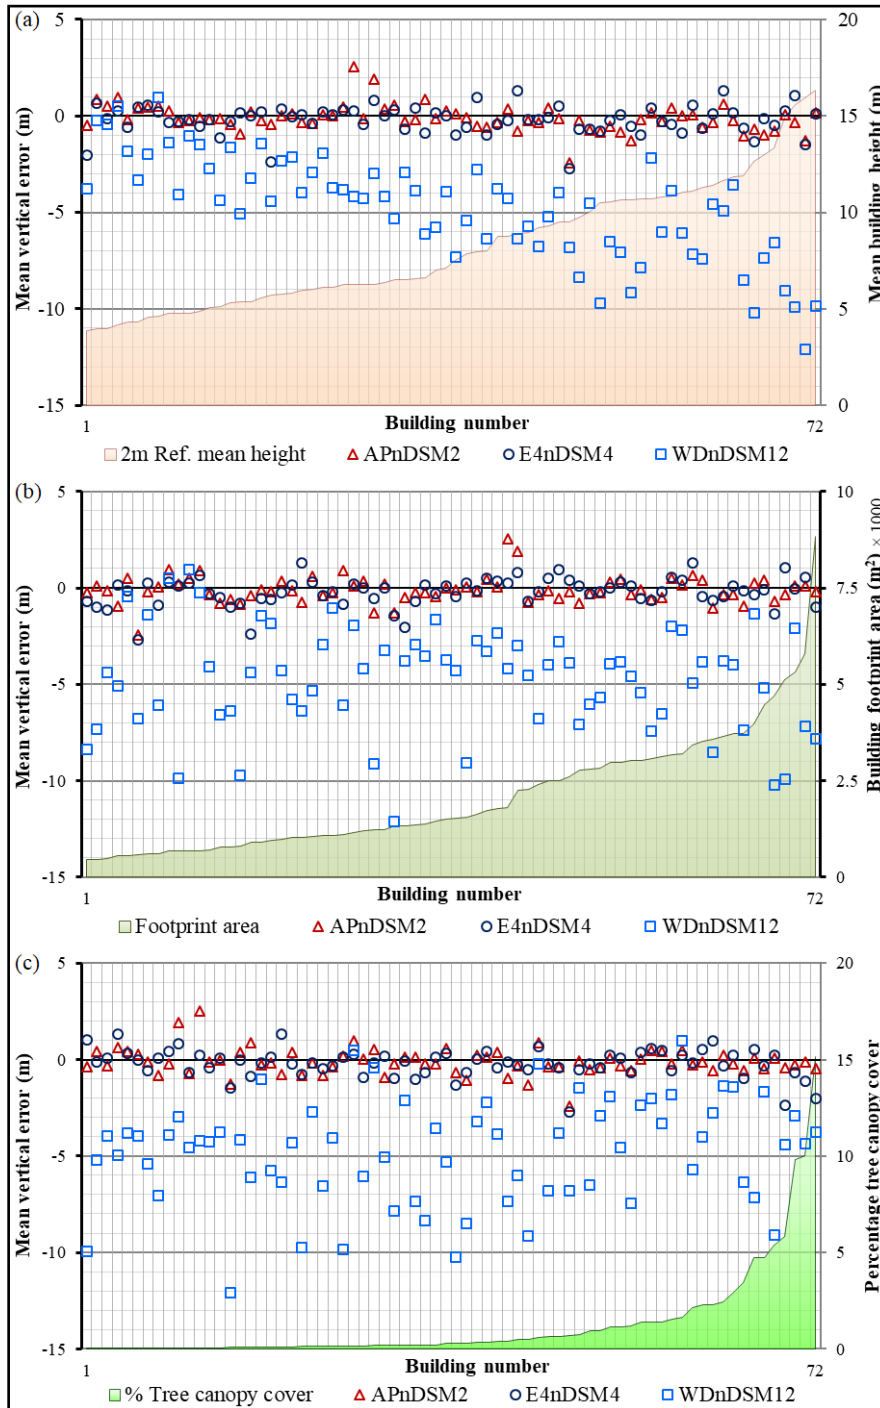 (a)
5
0
-5
-10
-15
Mean vertical error (m)
20
15
10
5
0
Mean building height (m)
1
Building number
72
2m Ref. mean height APnDSM2 E4nDSM4 WDnDSM12
(b)
5
0
-5
-10
-15
Mean vertical error (m)
10
7.5
5
2.5
0
Building footprint area (m²) × 1000
1
Building number
72
Footprint area APnDSM2 E4nDSM4 WDnDSM12
(c)
5
0
-5
-10
-15
Mean vertical error (m)
20
15
10
5
0
Percentage tree canopy cover
1
Building number
72
% Tree canopy cover APnDSM2 E4nDSM4 WDnDSM12